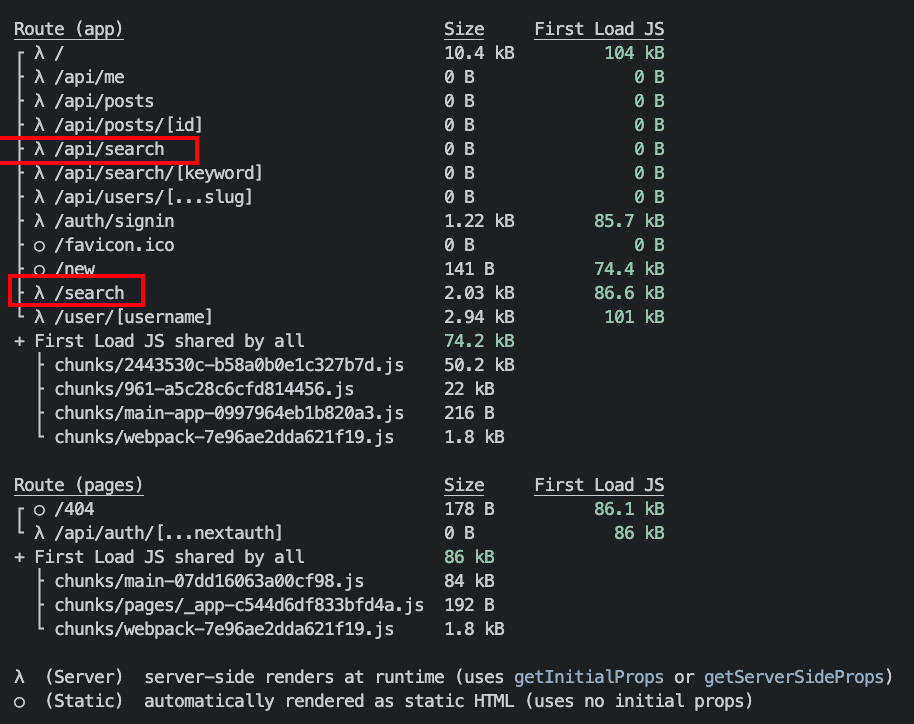 Route (app) Size First Load JS
┌ λ / 10.4 kB 104 kB
├ λ /api/me 0 B 0 B
├ λ /api/posts 0 B 0 B
├ λ /api/posts/[id] 0 B 0 B
├ λ /api/search 0 B 0 B
├ λ /api/search/[keyword] 0 B 0 B
├ λ /api/users/[...slug] 0 B 0 B
├ λ /auth/signin 1.22 kB 85.7 kB
├ ○ /favicon.ico 0 B 0 B
├ ○ /new 141 B 74.4 kB
├ λ /search 2.03 kB 86.6 kB
└ λ /user/[username] 2.94 kB 101 kB
+ First Load JS shared by all 74.2 kB
├ chunks/2443530c-b58a0b0e1c327b7d.js 50.2 kB
├ chunks/961-a5c28c6cfd814456.js 22 kB
├ chunks/main-app-0997964eb1b820a3.js 216 B
└ chunks/webpack-7e96ae2dda621f19.js 1.8 kB
Route (pages) Size First Load JS
┌ ○ /404 178 B 86.1 kB
└ λ /api/auth/[...nextauth] 0 B 86 kB
+ First Load JS shared by all 86 kB
├ chunks/main-07dd16063a00cf98.js 84 kB
├ chunks/pages/_app-c544d6df833bfd4a.js 192 B
└ chunks/webpack-7e96ae2dda621f19.js 1.8 kB
λ (Server) server-side renders at runtime (uses getInitialProps or getServerSideProps)
○ (Static) automatically rendered as static HTML (uses no initial props)